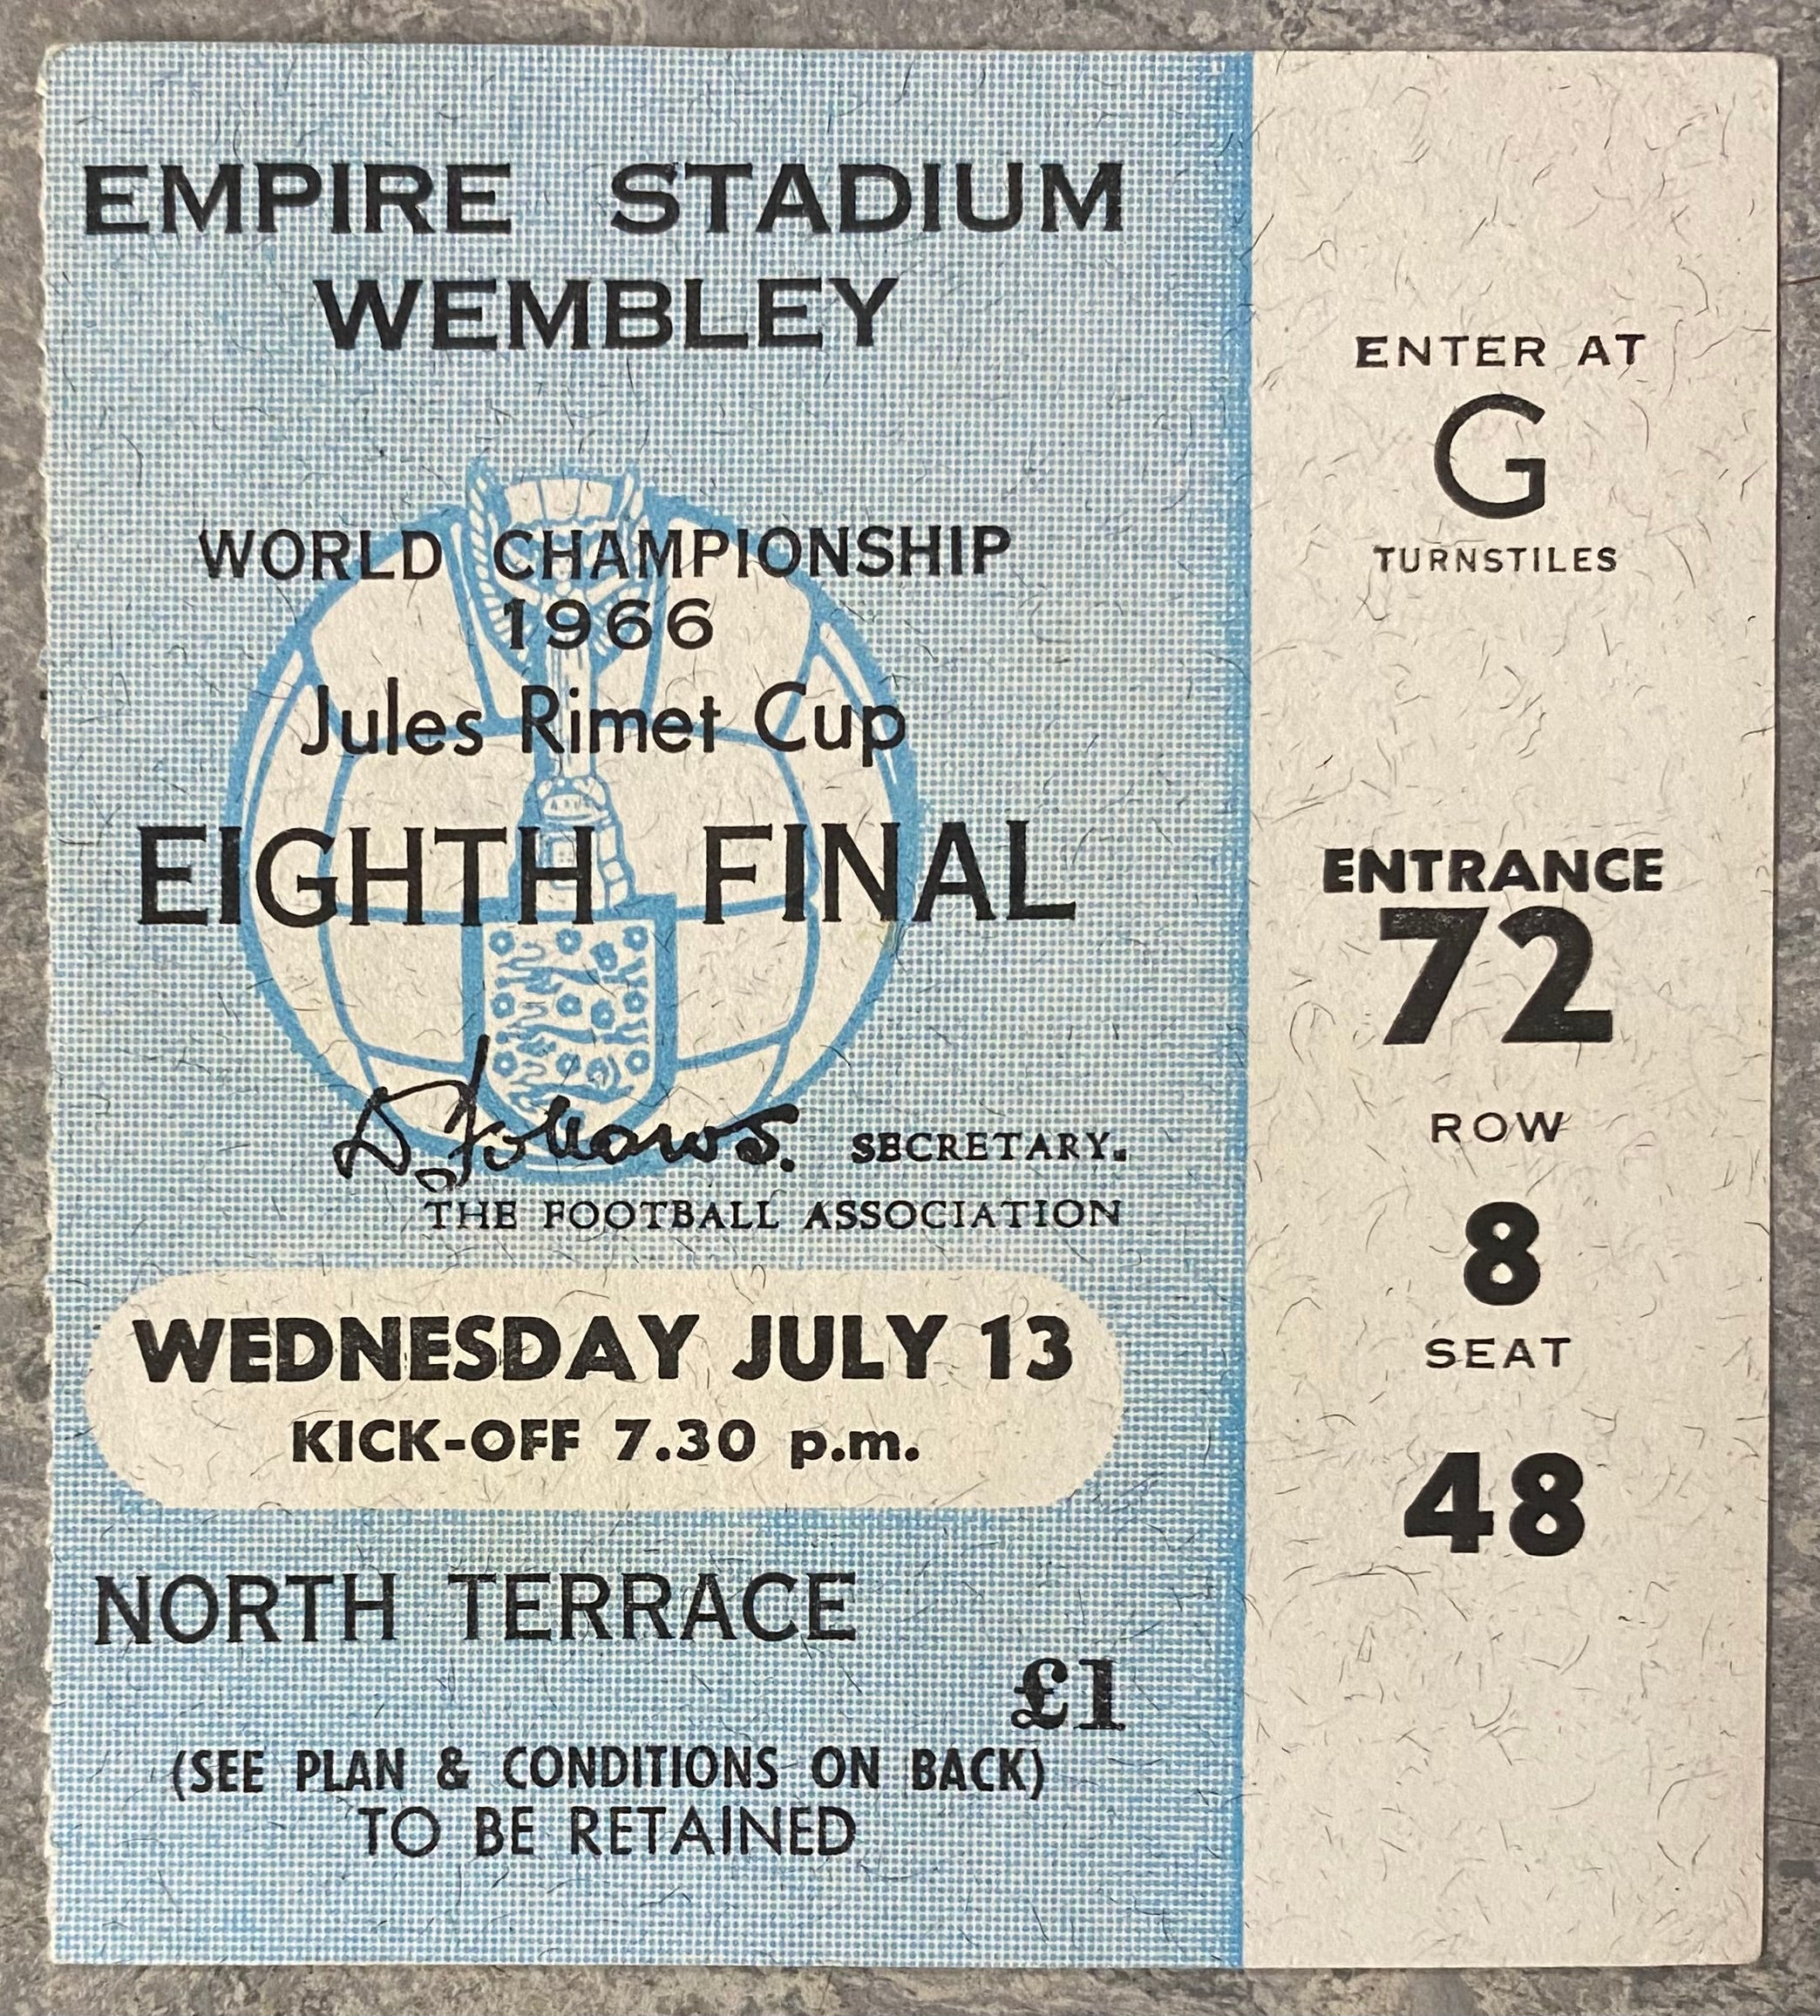 EMPIRE STADIUM
WEMBLEY
WORLD CHAMPIONSHIP
1966
Jules Rimet Cup
EIGHTH FINAL
D. Follows. SECRETARY.
THE FOOTBALL ASSOCIATION
WEDNESDAY JULY 13
KICK-OFF 7.30 p.m.
NORTH TERRACE
£1
(SEE PLAN & CONDITIONS ON BACK)
TO BE RETAINED
ENTER AT
G
TURNSTILES
ENTRANCE
72
ROW
8
SEAT
48